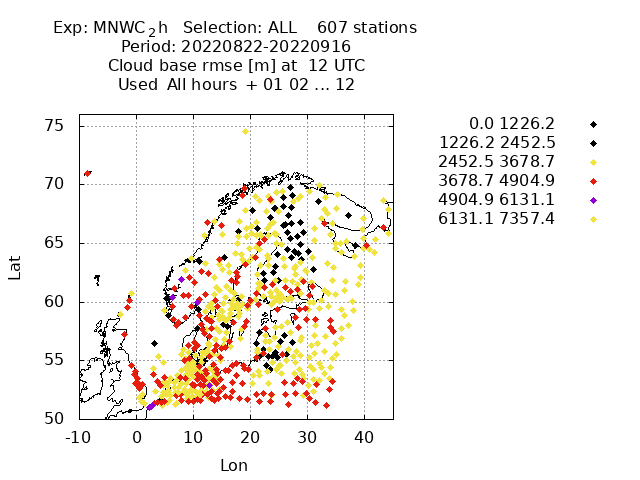 Exp: MNWC₂h Selection: ALL 607 stations
Period: 20220822-20220916
Cloud base rmse [m] at 12 UTC
Used All hours + 01 02 ... 12
0.0 1226.2
1226.2 2452.5
2452.5 3678.7
3678.7 4904.9
4904.9 6131.1
6131.1 7357.4
75
70
65
60
55
50
Lat
-10 0 10 20 30 40
Lon